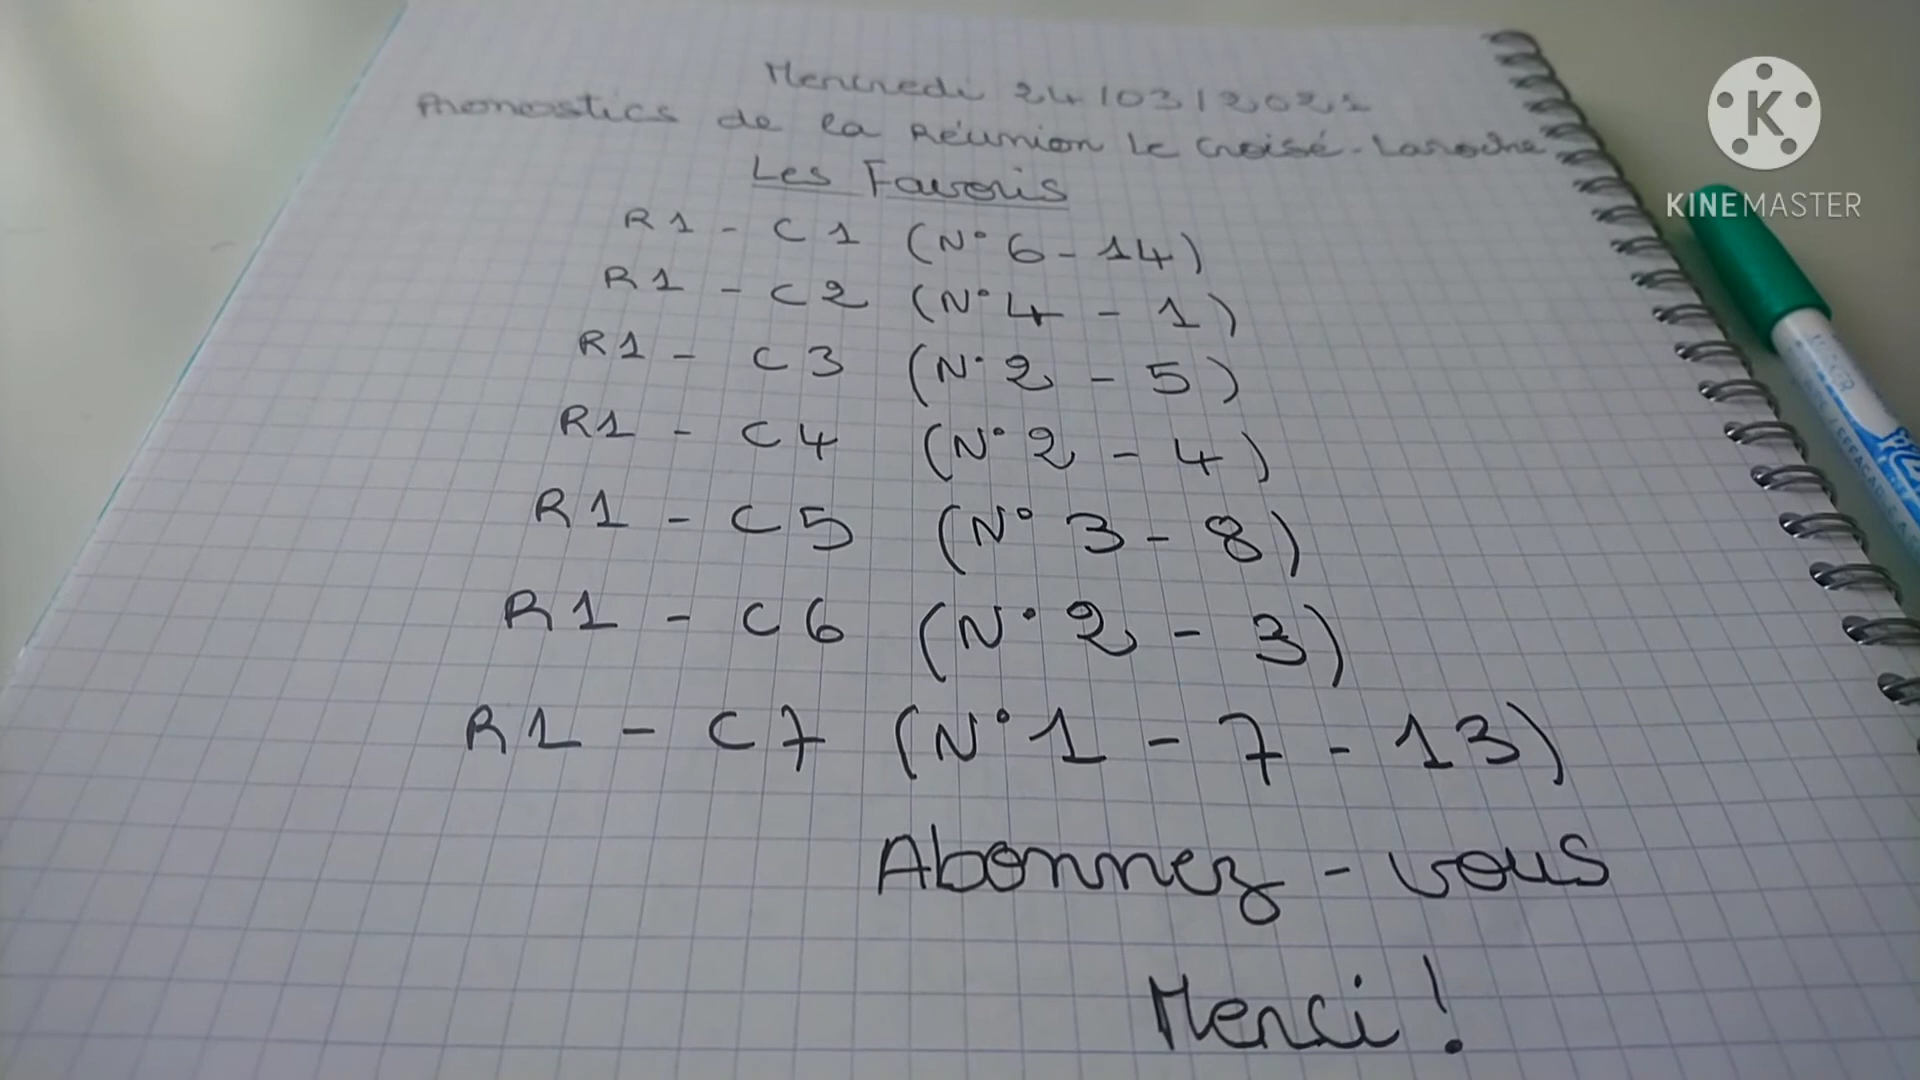 Mercredi 24/03/2021
Pronostics de la Réunion Le Croisé-Laroche
Les Favoris
R1 - C1 (N° 6 - 14)
R1 - C2 (N° 4 - 1)
R1 - C3 (N° 2 - 5)
R1 - C4 (N° 2 - 4)
R1 - C5 (N° 3 - 8)
R1 - C6 (N° 2 - 3)
R1 - C7 (N° 1 - 7 - 13)
Abonnez-vous
Merci !
K
KINEMASTER